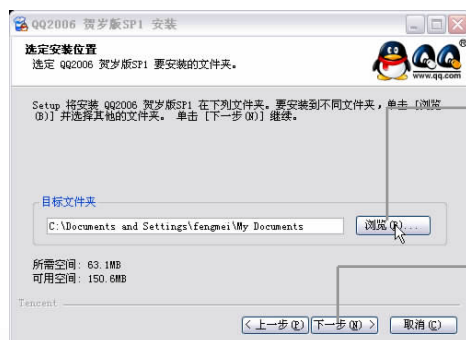 QQ2006 贺岁版SP1 安装
选定安装位置
选定 QQ2006 贺岁版SP1 要安装的文件夹。
QQ
www.qq.com
Setup 将安装 QQ2006 贺岁版SP1 在下列文件夹。要安装到不同文件夹，单击 [浏览
(B)] 并选择其他的文件夹。 单击 [下一步(N)] 继续。
目标文件夹
C:\Documents and Settings\fengmei\My Documents
浏览(B)...
所需空间: 63.1MB
可用空间: 150.6MB
Tencent
< 上一步(P) 下一步(N) > 取消(C)